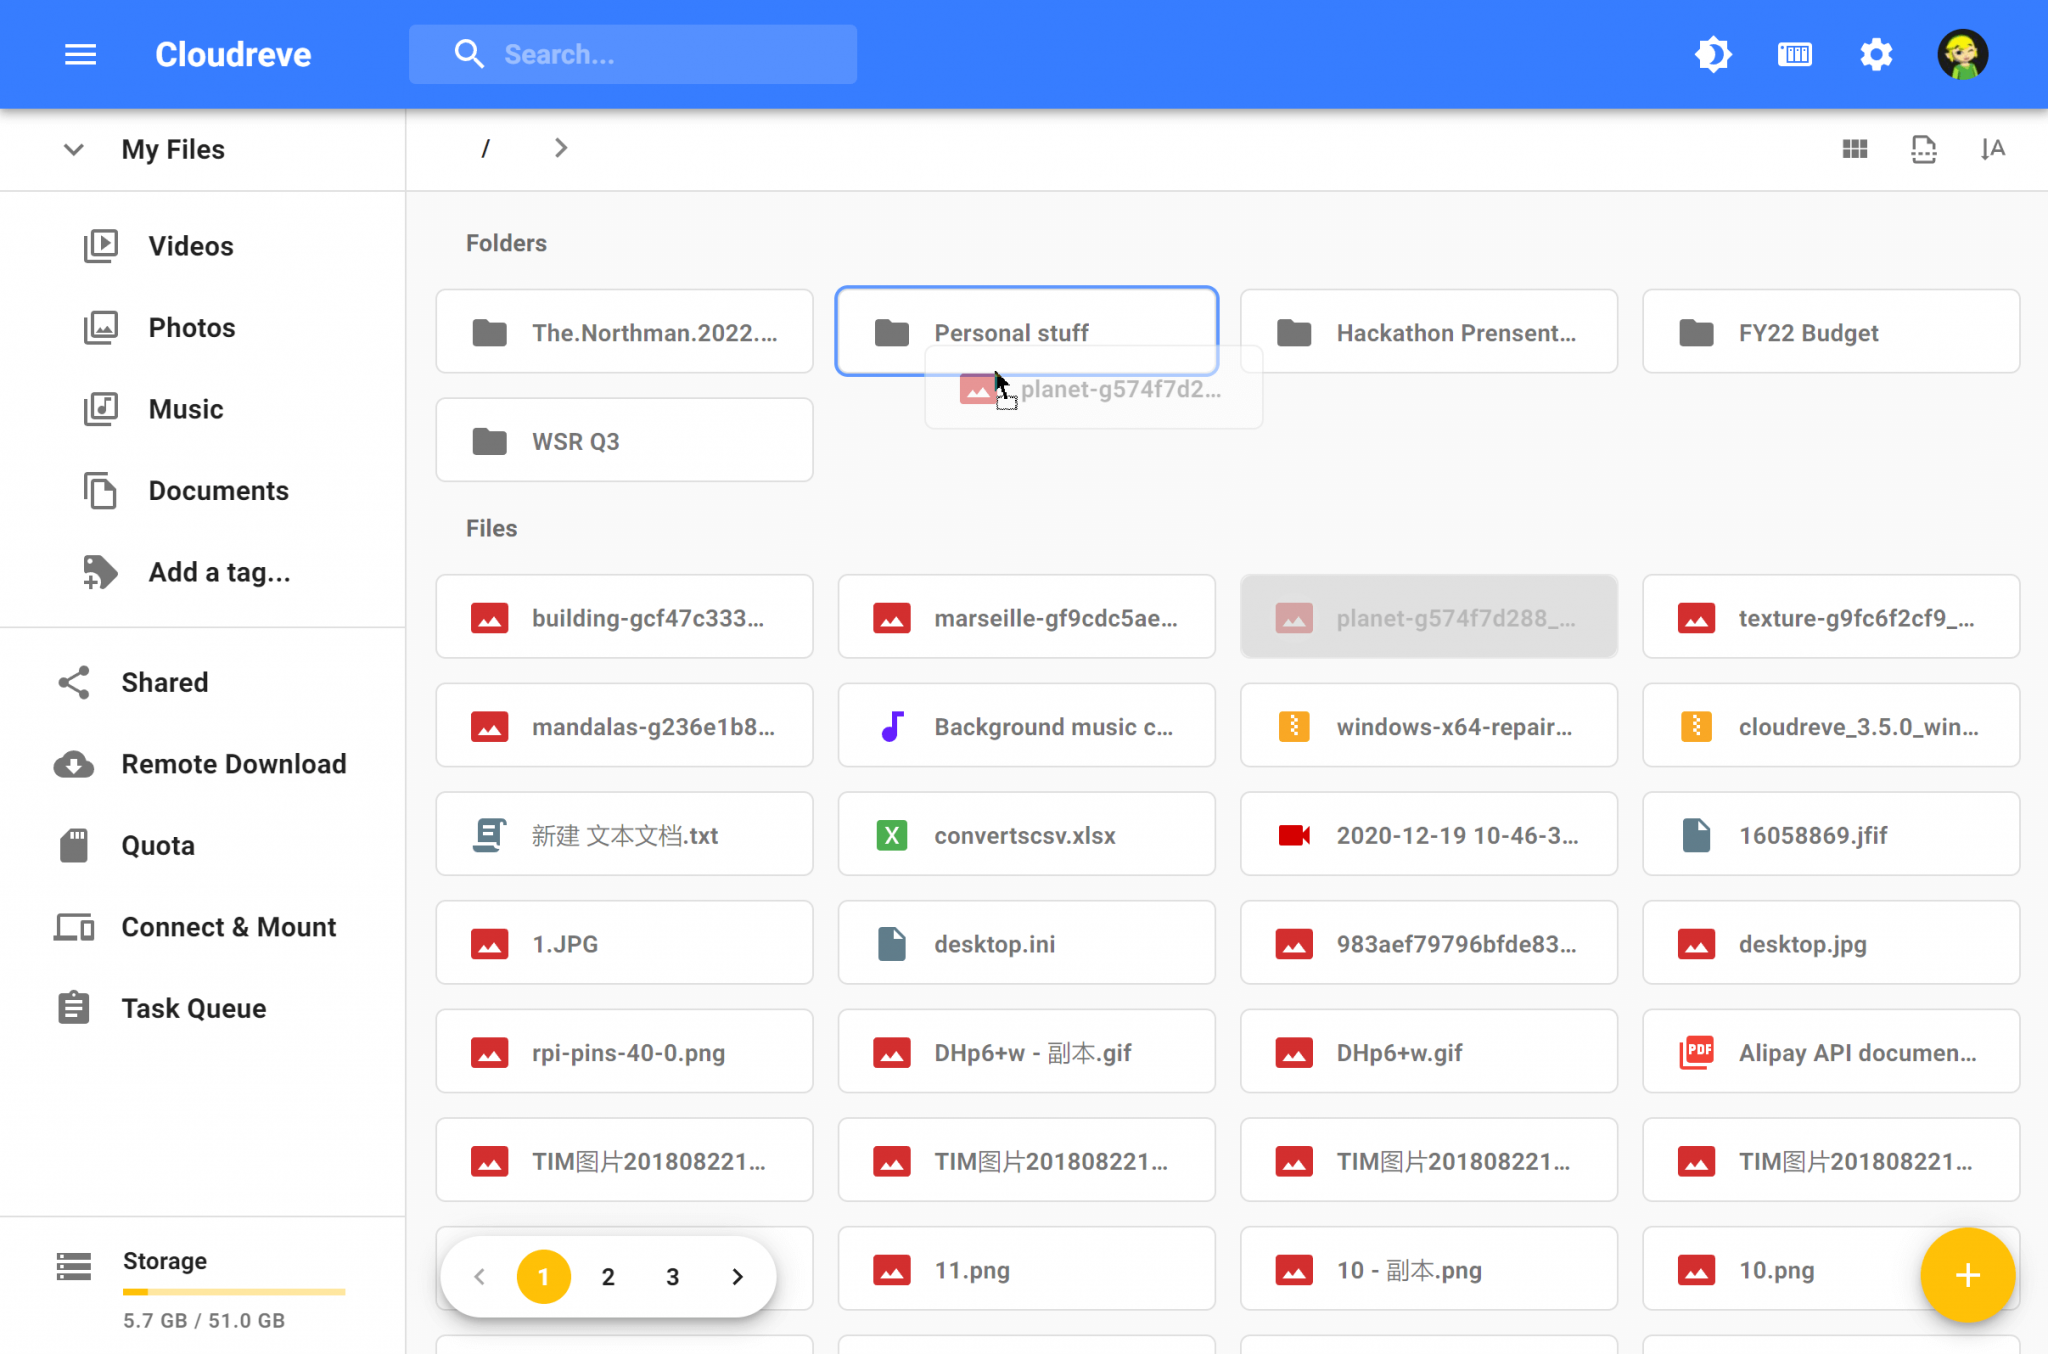 Cloudreve
Search...
My Files
/
Videos
Photos
Music
Documents
Add a tag...
Shared
Remote Download
Quota
Connect & Mount
Task Queue
Storage
5.7 GB / 51.0 GB
Folders
The.Northman.2022....
Personal stuff
Hackathon Prensent...
FY22 Budget
planet-g574f7d2...
WSR Q3
Files
building-gcf47c333...
marseille-gf9cdc5ae...
planet-g574f7d288_...
texture-g9fc6f2cf9_...
mandalas-g236e1b8...
Background music c...
windows-x64-repair...
cloudreve_3.5.0_win...
新建 文本文档.txt
X
convertscsv.xlsx
2020-12-19 10-46-3...
16058869.jfif
1.JPG
desktop.ini
983aef79796bfde83...
desktop.jpg
rpi-pins-40-0.png
DHp6+w - 副本.gif
DHp6+w.gif
PDF
Alipay API documen...
TIM图片201808221...
TIM图片201808221...
TIM图片201808221...
TIM图片201808221...
11.png
10 - 副本.png
10.png
1 2 3
A